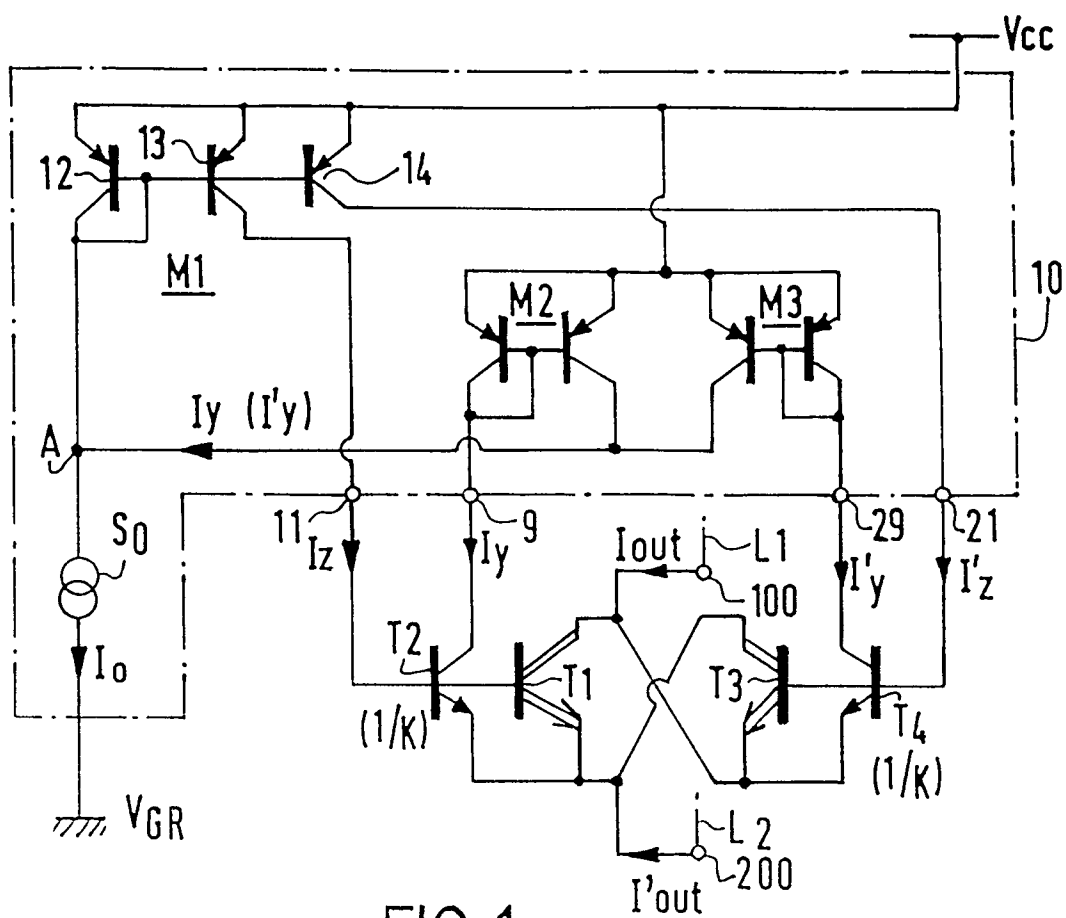 Vcc
13
12
14
M1
M2
M3
10
Iy (I'y)
A
S0
11
Iz
Iy
9
Iout
L1
100
29
21
I'y
I'z
Io
T2
(1/K)
T1
T3
T4
(1/K)
VGR
L2
200
I'out
FIG.1